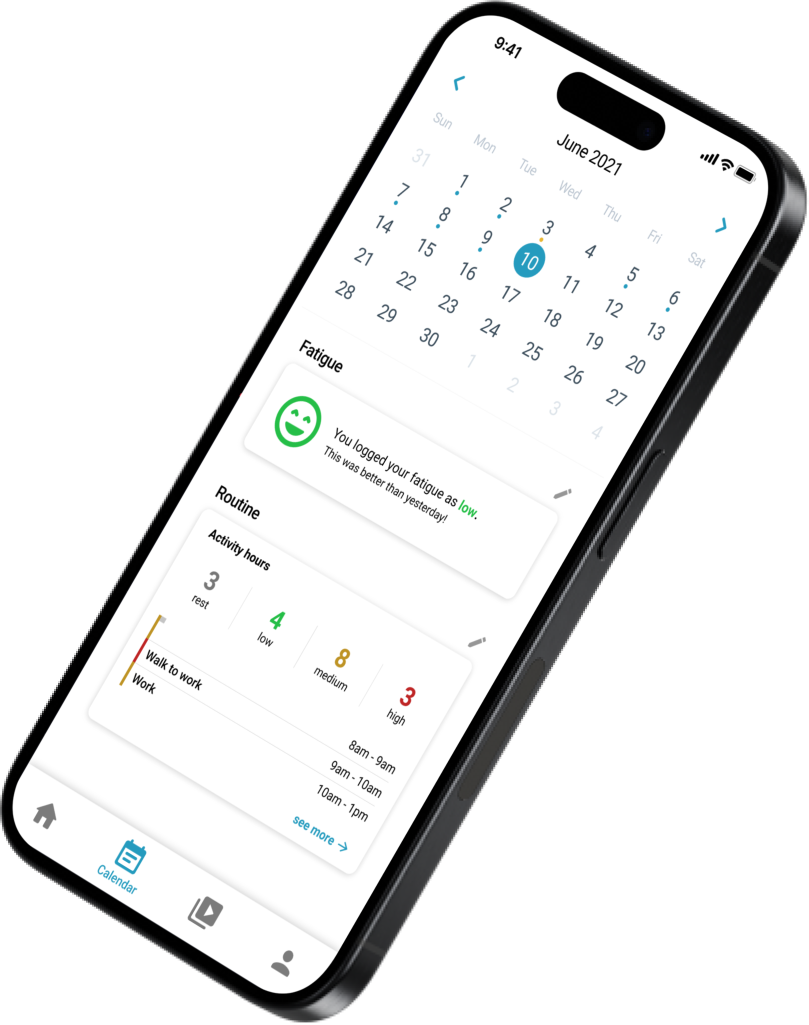 9:41
June 2021
Sun Mon Tue Wed Thu Fri Sat
31 1 2 3 4 5 6
7 8 9 10 11 12 13
14 15 16 17 18 19 20
21 22 23 24 25 26 27
28 29 30 1 2 3 4
Fatigue
You logged your fatigue as low.
This was better than yesterday!
Routine
Activity hours
3 4 8 3
rest low medium high
8am - 9am
Walk to work 9am - 10am
Work 10am - 1pm
see more →
Calendar